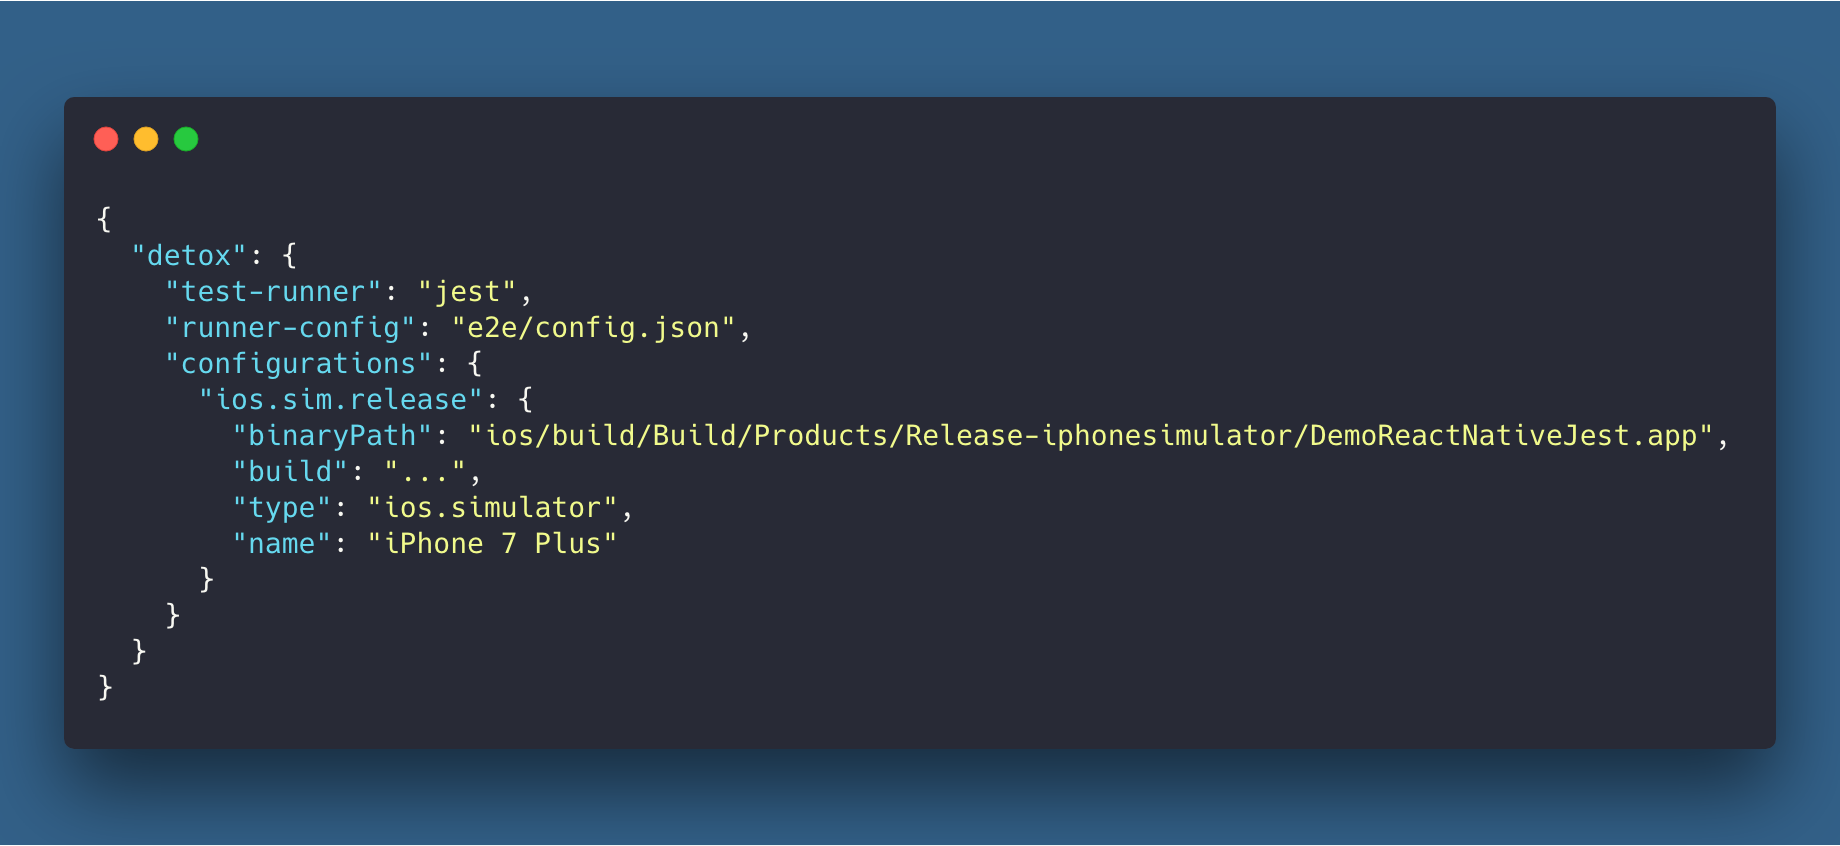 {
  "detox": {
    "test-runner": "jest",
    "runner-config": "e2e/config.json",
    "configurations": {
      "ios.sim.release": {
        "binaryPath": "ios/build/Build/Products/Release-iphonesimulator/DemoReactNativeJest.app",
        "build": "...",
        "type": "ios.simulator",
        "name": "iPhone 7 Plus"
      }
    }
  }
}